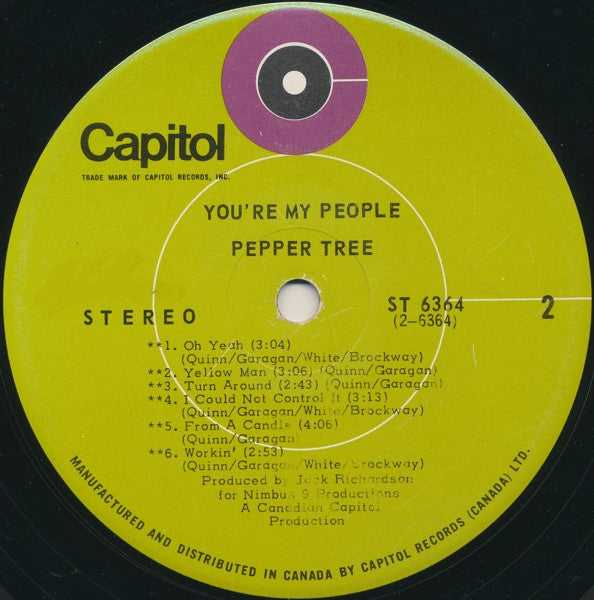 Capitol
TRADE MARK OF CAPITOL RECORDS, INC.
YOU'RE MY PEOPLE
PEPPER TREE
STEREO
ST 6364
(2-6364)
2
**1. Oh Yeah (3:04)
(Quinn/Garagan/White/Brockway)
**2. Yellow Man (3:06) (Quinn/Garagan)
**3. Turn Around (2:43) (Quinn/Garagan)
**4. I Could Not Control It (3:13)
(Quinn/Garagan/White/Brockway)
**5. From A Candle (4:06)
(Quinn/Garagan)
**6. Workin' (2:53)
(Quinn/Garagan/White/Brockway)
Produced by Jack Richardson
for Nimbus 9 Productions
A Canadian Capitol
Production
MANUFACTURED AND DISTRIBUTED IN CANADA BY CAPITOL RECORDS (CANADA) LTD.